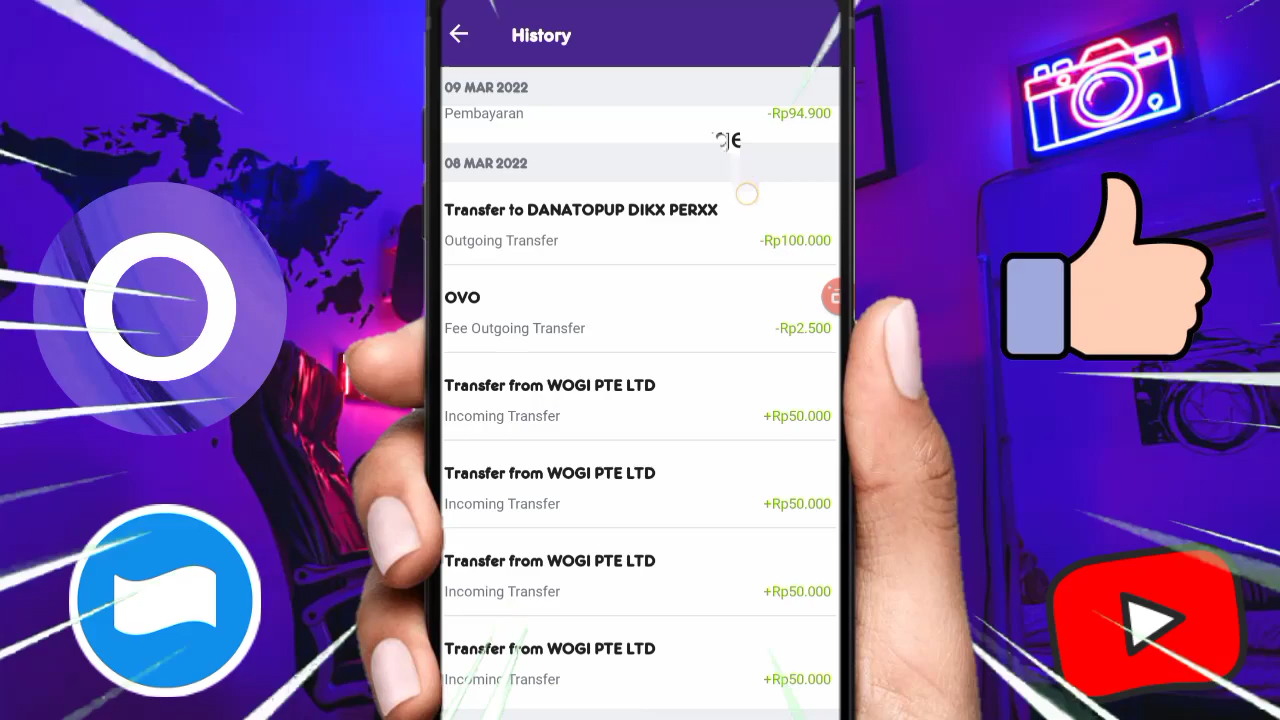 History
09 MAR 2022
Pembayaran
-Rp94.900
08 MAR 2022
Transfer to DANATOPUP DIKX PERXX
Outgoing Transfer
-Rp100.000
OVO
Fee Outgoing Transfer
-Rp2.500
Transfer from WOGI PTE LTD
Incoming Transfer
+Rp50.000
Transfer from WOGI PTE LTD
Incoming Transfer
+Rp50.000
Transfer from WOGI PTE LTD
Incoming Transfer
+Rp50.000
Transfer from WOGI PTE LTD
Incoming Transfer
+Rp50.000